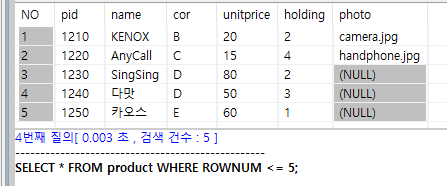 NO pid name cor unitprice holding photo
1 1210 KENOX B 20 2 camera.jpg
2 1220 AnyCall C 15 4 handphone.jpg
3 1230 SingSing D 80 2 (NULL)
4 1240 다맛 D 50 3 (NULL)
5 1250 카오스 E 60 1 (NULL)
4번째 질의[ 0.003 초 , 검색 건수 : 5 ]
--------------------------------------------------
SELECT * FROM product WHERE ROWNUM <= 5;